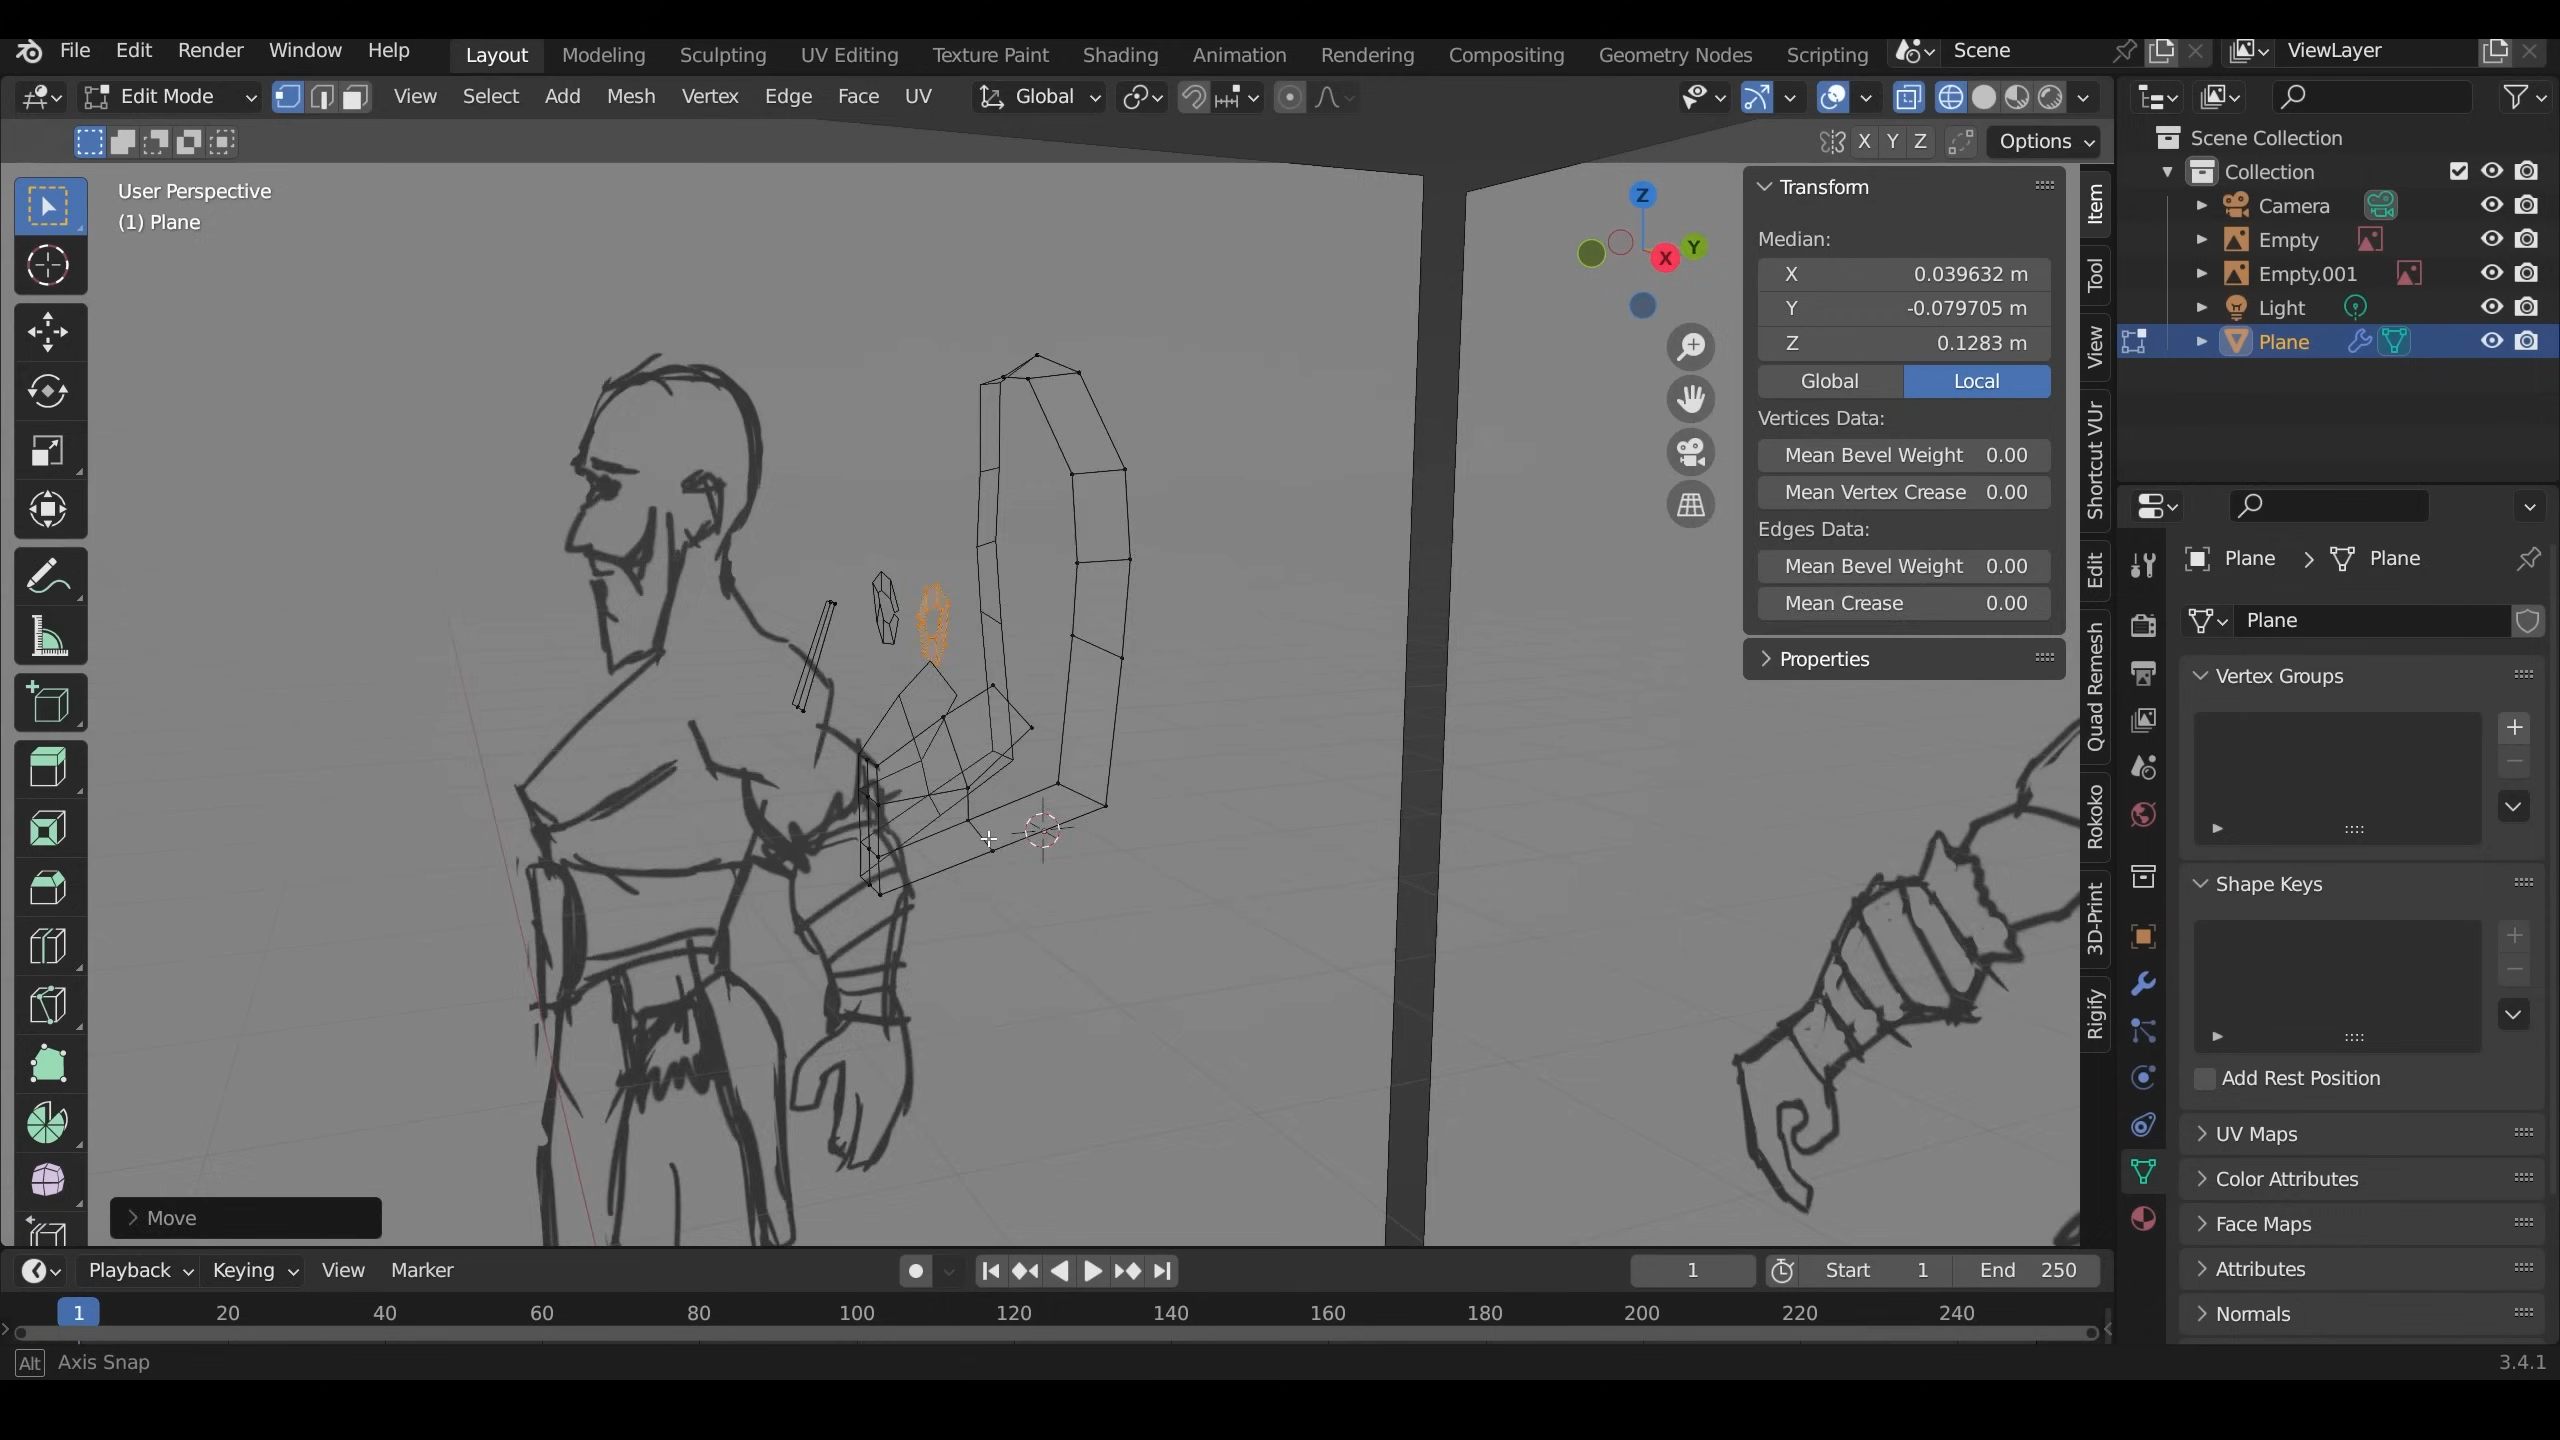 File Edit Render Window Help Layout Modeling Sculpting UV Editing Texture Paint Shading Animation Rendering Compositing Geometry Nodes Scripting Scene ViewLayer
Edit Mode View Select Add Mesh Vertex Edge Face UV Global
X Y Z Options
User Perspective
(1) Plane
Z
Y
X
Transform
Median:
X 0.039632 m
Y -0.079705 m
Z 0.1283 m
Global Local
Vertices Data:
Mean Bevel Weight 0.00
Mean Vertex Crease 0.00
Edges Data:
Mean Bevel Weight 0.00
Mean Crease 0.00
Properties
Item
Tool
View
Shortcut VUr
Edit
Quad Remesh
Rokoko
3D-Print
Rigify
Scene Collection
Collection
Camera
Empty
Empty.001
Light
Plane
Plane Plane
Plane
Vertex Groups
Shape Keys
Add Rest Position
UV Maps
Color Attributes
Face Maps
Attributes
Normals
Move
Playback Keying View Marker 1 Start 1 End 250
1 20 40 60 80 100 120 140 160 180 200 220 240
Alt Axis Snap 3.4.1